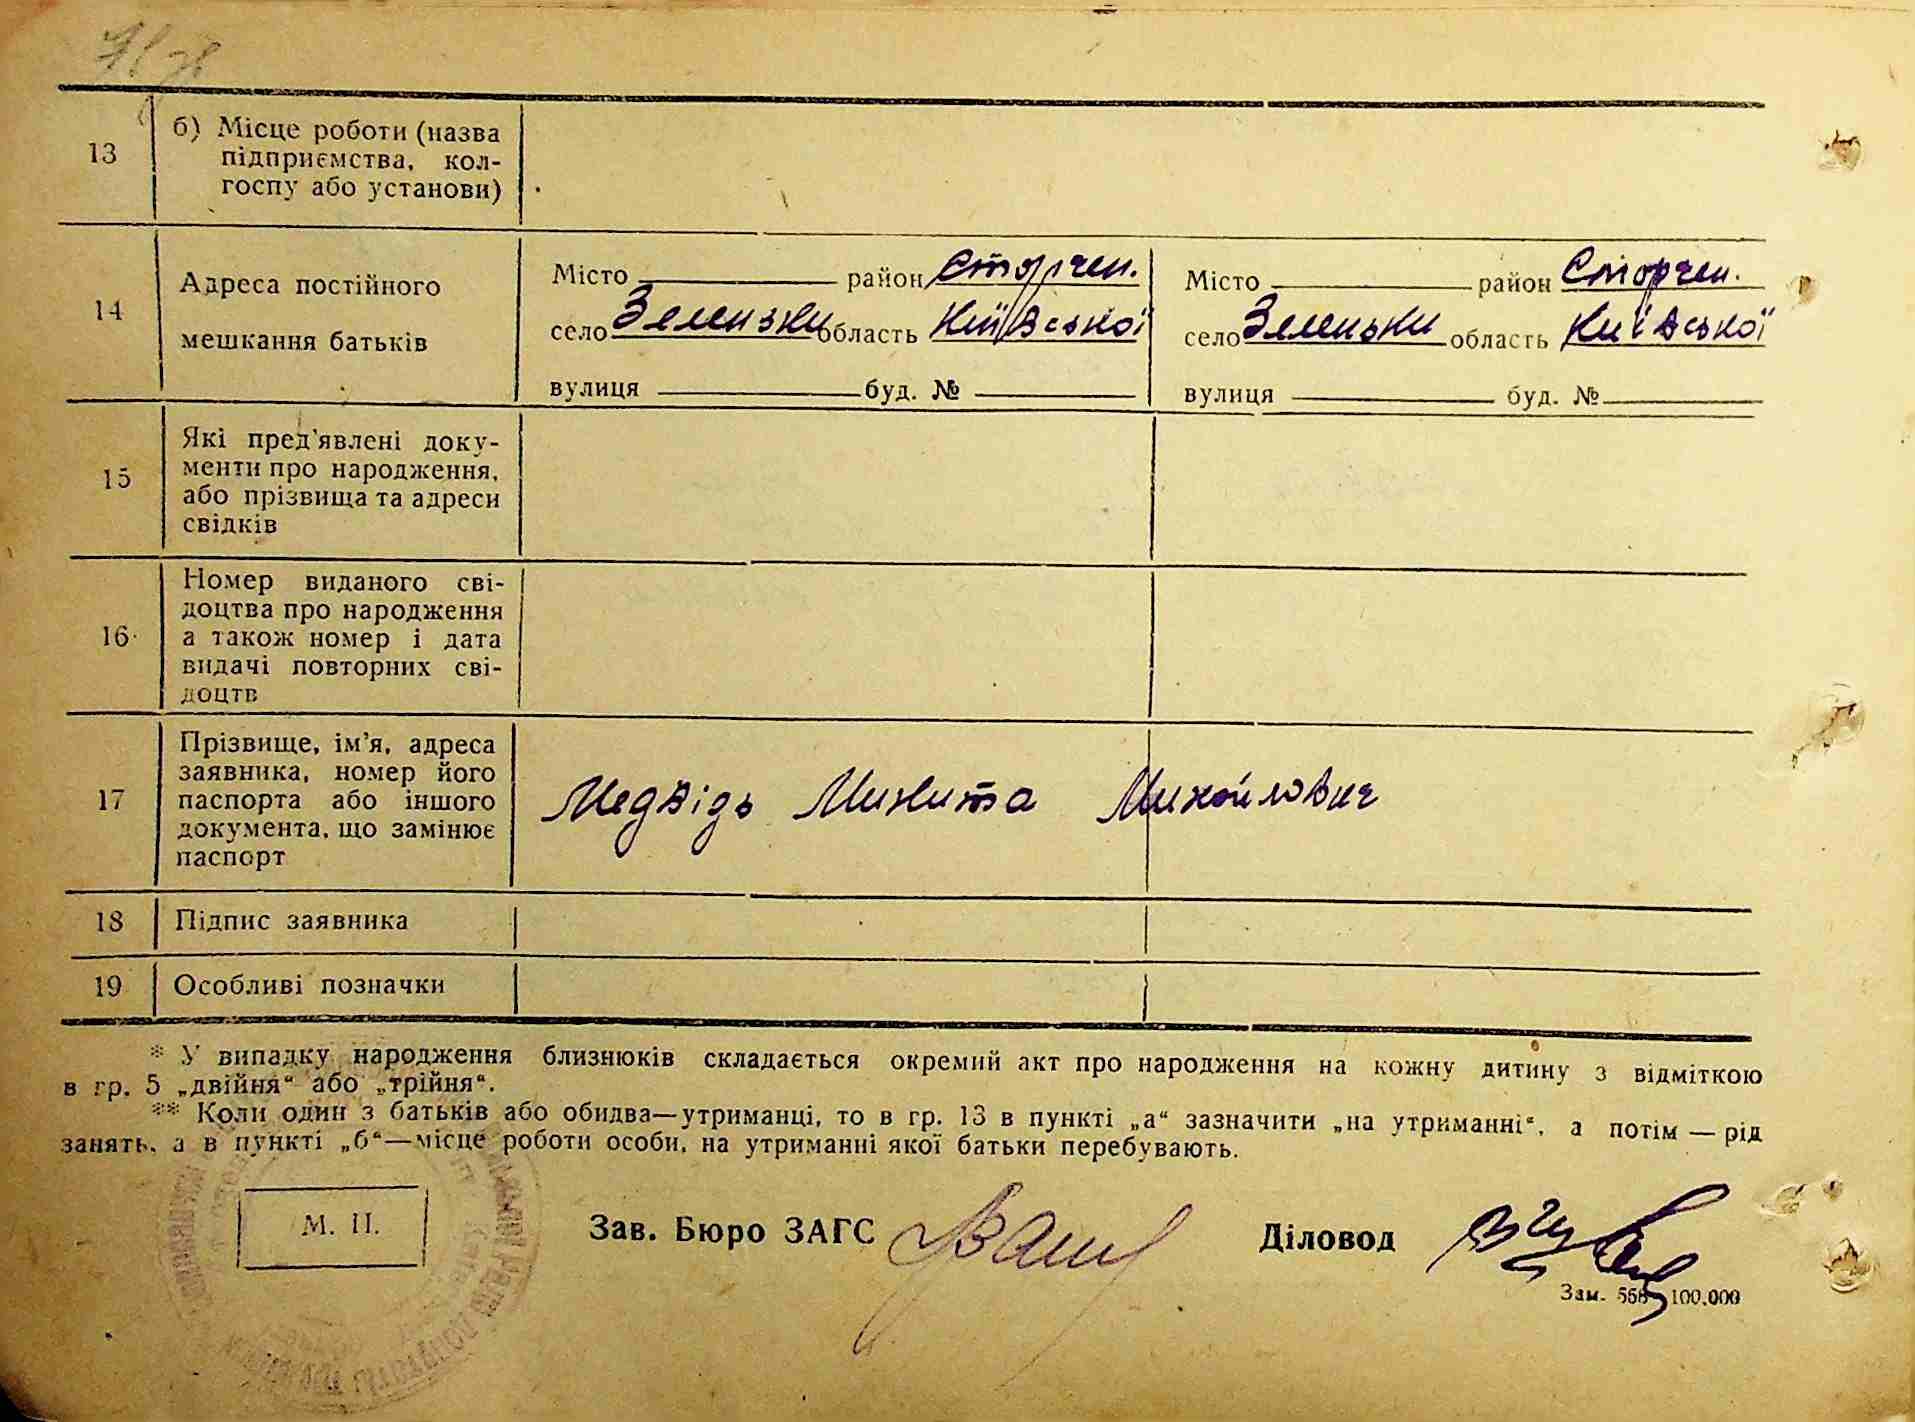 13
б) Місце роботи (назва
підприємства, кол-
госпу або установи)
14
Адреса постійного
мешкання батьків
Місто район Сторчен.
село Зеленьки область Київської
вулиця буд. №
Місто район Сторчен.
село Зеленьки область Київської
вулиця буд. №
15
Які пред'явлені доку-
менти про народження,
або прізвища та адреси
свідків
16
Номер виданого сві-
доцтва про народження
а також номер і дата
видачі повторних сві-
доцтв
17
Прізвище, ім'я, адреса
заявника, номер його
паспорта або іншого
документа, що замінює
паспорт
Медвідь Микита Михайлович
18
Підпис заявника
19
Особливі позначки
* У випадку народження близнюків складається окремий акт про народження на кожну дитину з відміткою
в гр. 5 „двійня“ або „трійня“.
** Коли один з батьків або обидва—утриманці, то в гр. 13 в пункті „а“ зазначити „на утриманні“, а потім — рід
занять, а в пункті „б“—місце роботи особи, на утриманні якої батьки перебувають.
М. П.
Зав. Бюро ЗАГС
Діловод
Зам. 100.000